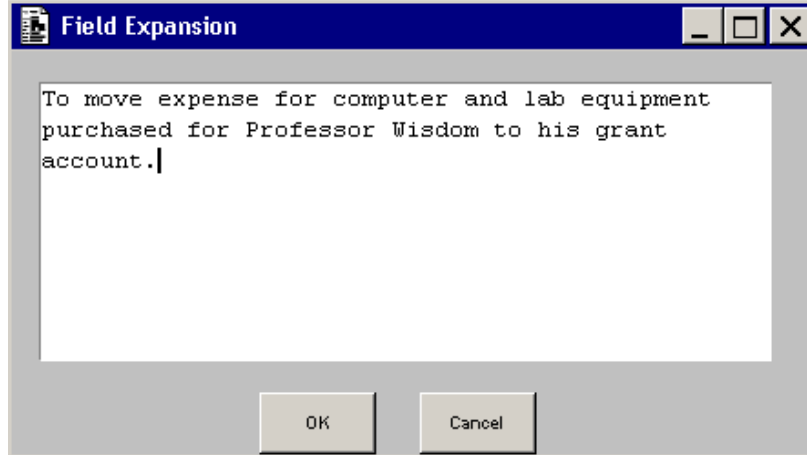 Field Expansion
To move expense for computer and lab equipment
purchased for Professor Wisdom to his grant
account.
OK
Cancel